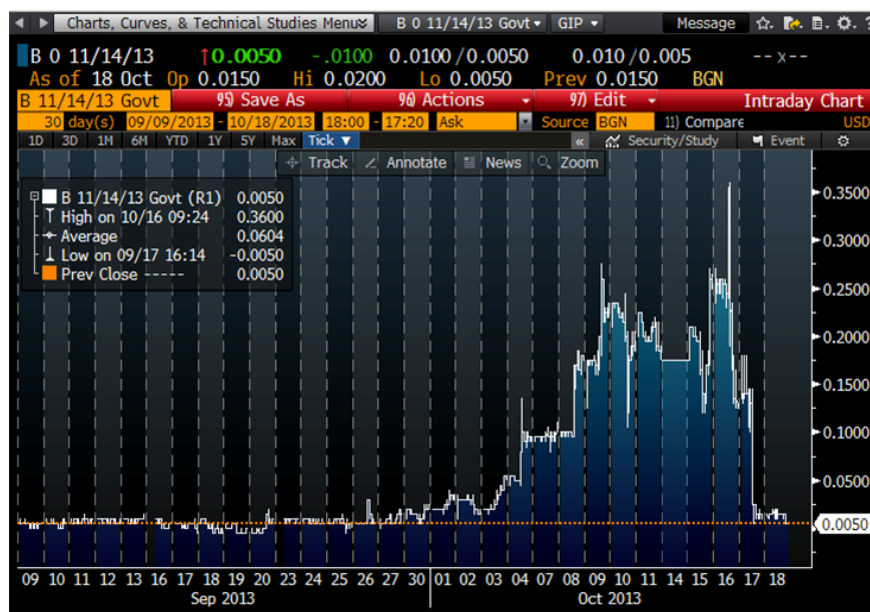 Charts, Curves, & Technical Studies Menu B 0 11/14/13 Govt GIP Message
B 0 11/14/13 ↑0.0050 -.0100 0.0100/0.0050 0.010/0.005 --x--
As of 18 Oct Op 0.0150 Hi 0.0200 Lo 0.0050 Prev 0.0150 BGN
B 11/14/13 Govt 95) Save As 96) Actions 97) Edit Intraday Chart
30 day(s) 09/09/2013 - 10/18/2013 18:00 - 17:20 Ask Source BGN 11) Compare USD
1D 3D 1M 6M YTD 1Y 5Y Max Tick ▼ « Security/Study Event
Track Annotate News Zoom
B 11/14/13 Govt (R1) 0.0050
High on 10/16 09:24 0.3600
Average 0.0604
Low on 09/17 16:14 -0.0050
Prev Close ----- 0.0050
0.3500
0.3000
0.2500
0.2000
0.1500
0.1000
0.0500
0.0050
09 10 11 12 13 16 17 18 19 20 23 24 25 26 27 30 01 02 03 04 07 08 09 10 11 14 15 16 17 18
Sep 2013 Oct 2013